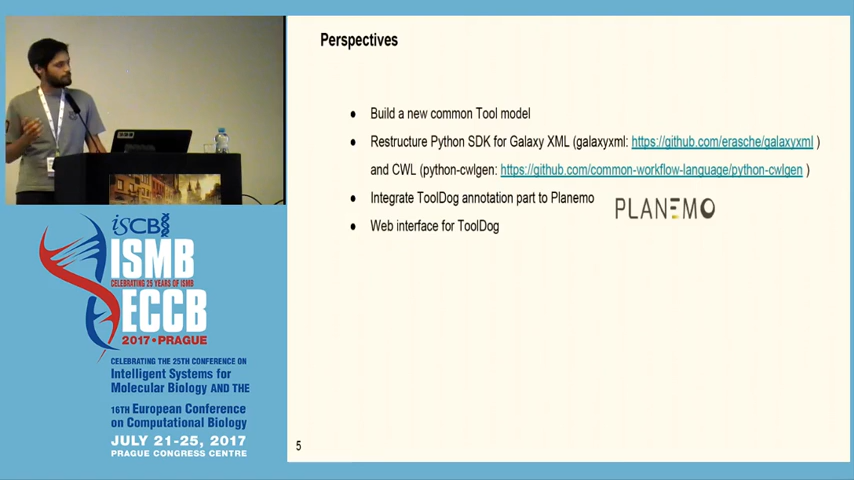 Perspectives
● Build a new common Tool model
● Restructure Python SDK for Galaxy XML (galaxyxml: https://github.com/erasche/galaxyxml )
and CWL (python-cwlgen: https://github.com/common-workflow-language/python-cwlgen )
● Integrate ToolDog annotation part to Planemo
PLANEMO
● Web interface for ToolDog
5
iSCB
ISMB
CELEBRATING 25 YEARS OF ISMB
ECCB
2017 • PRAGUE
CELEBRATING THE 25TH CONFERENCE ON
Intelligent Systems for
Molecular Biology AND THE
16TH European Conference
on Computational Biology
JULY 21-25, 2017
PRAGUE CONGRESS CENTRE